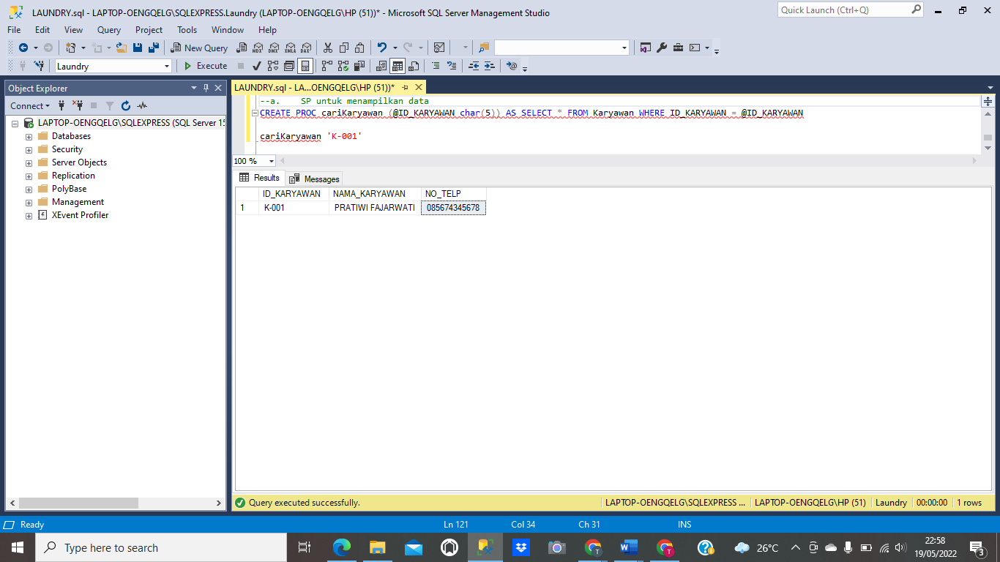 LAUNDRY.sql - LAPTOP-OENGQELG\SQLEXPRESS.Laundry (LAPTOP-OENGQELG\HP (51))* - Microsoft SQL Server Management Studio
Quick Launch (Ctrl+Q)
File Edit View Query Project Tools Window Help
New Query
MDX DMX XMLA DAX
Laundry
Execute
Object Explorer
LAUNDRY.sql - LA...OENGQELG\HP (51))*
Connect
LAPTOP-OENGQELG\SQLEXPRESS (SQL Server 15
Databases
Security
Server Objects
Replication
PolyBase
Management
XEvent Profiler
--a. SP untuk menampilkan data
CREATE PROC cariKaryawan (@ID_KARYAWAN char(5)) AS SELECT * FROM Karyawan WHERE ID_KARYAWAN = @ID_KARYAWAN
cariKaryawan 'K-001'
100 %
Results Messages
ID_KARYAWAN NAMA_KARYAWAN NO_TELP
1 K-001 PRATIWI FAJARWATI 085674345678
Query executed successfully. LAPTOP-OENGQELG\SQLEXPRESS ... LAPTOP-OENGQELG\HP (51) Laundry 00:00:00 1 rows
Ready Ln 121 Col 34 Ch 31 INS
Type here to search
26°C
22:58
19/05/2022
3